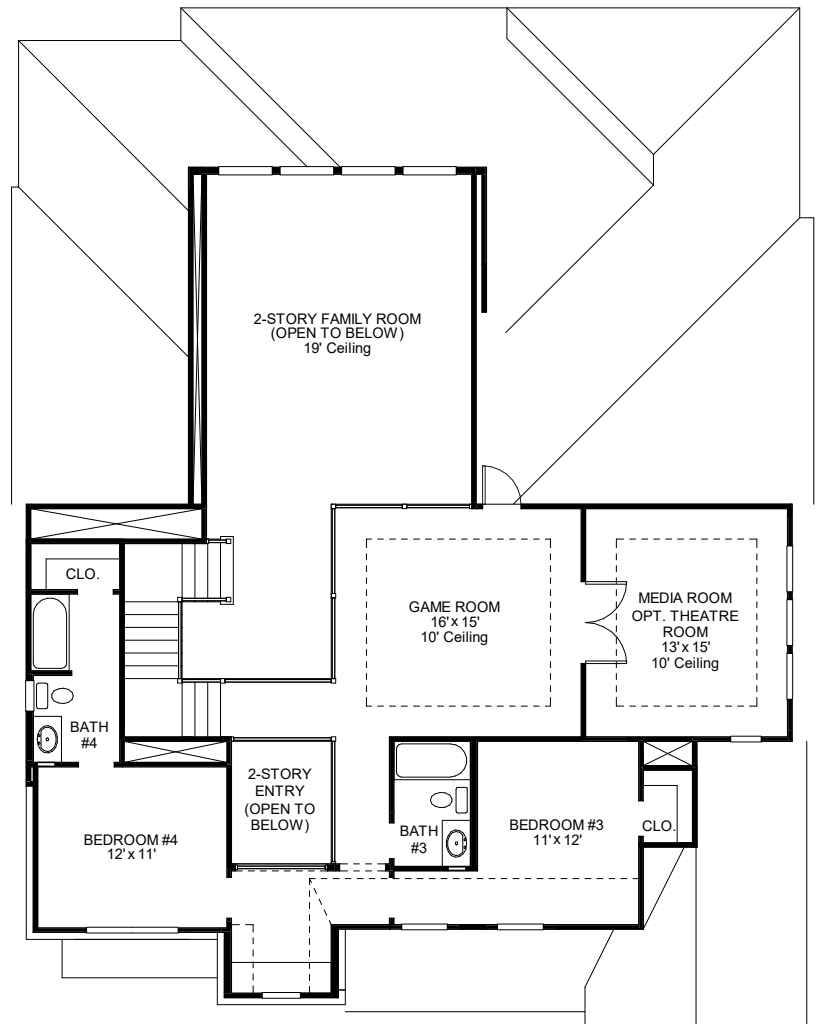 2-STORY FAMILY ROOM
(OPEN TO BELOW)
19' Ceiling
CLO.
GAME ROOM
16' x 15'
10' Ceiling
MEDIA ROOM
OPT. THEATRE
ROOM
13' x 15'
10' Ceiling
BATH
#4
2-STORY
ENTRY
(OPEN TO
BELOW)
BEDROOM #4
12' x 11'
BATH
#3
BEDROOM #3
11' x 12'
CLO.